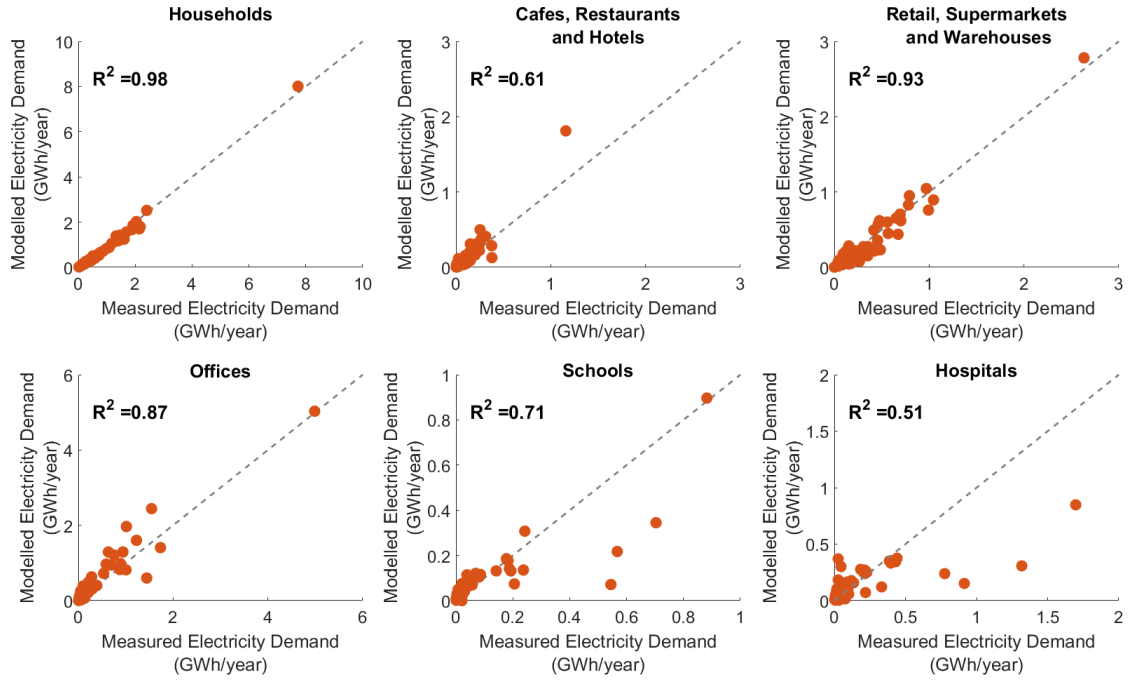 Households
10
8
6
4
2
0
R² =0.98
Modelled Electricity Demand
(GWh/year)
0 2 4 6 8 10
Measured Electricity Demand
(GWh/year)
Cafes, Restaurants
and Hotels
3
2
1
0
R² =0.61
Modelled Electricity Demand
(GWh/year)
0 1 2 3
Measured Electricity Demand
(GWh/year)
Retail, Supermarkets
and Warehouses
3
2
1
0
R² =0.93
Modelled Electricity Demand
(GWh/year)
0 1 2 3
Measured Electricity Demand
(GWh/year)
Offices
6
4
2
0
R² =0.87
Modelled Electricity Demand
(GWh/year)
0 2 4 6
Measured Electricity Demand
(GWh/year)
Schools
1
0.8
0.6
0.4
0.2
0
R² =0.71
Modelled Electricity Demand
(GWh/year)
0 0.2 0.4 0.6 0.8 1
Measured Electricity Demand
(GWh/year)
Hospitals
2
1.5
1
0.5
0
R² =0.51
Modelled Electricity Demand
(GWh/year)
0 0.5 1 1.5 2
Measured Electricity Demand
(GWh/year)